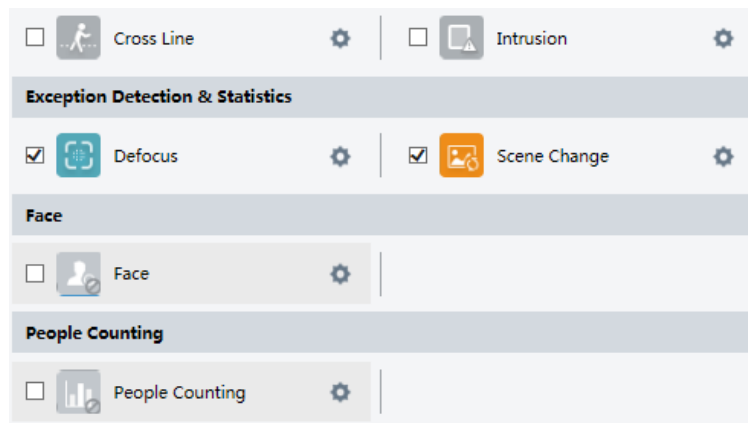 Cross Line
Intrusion
Exception Detection & Statistics
Defocus
Scene Change
Face
Face
People Counting
People Counting